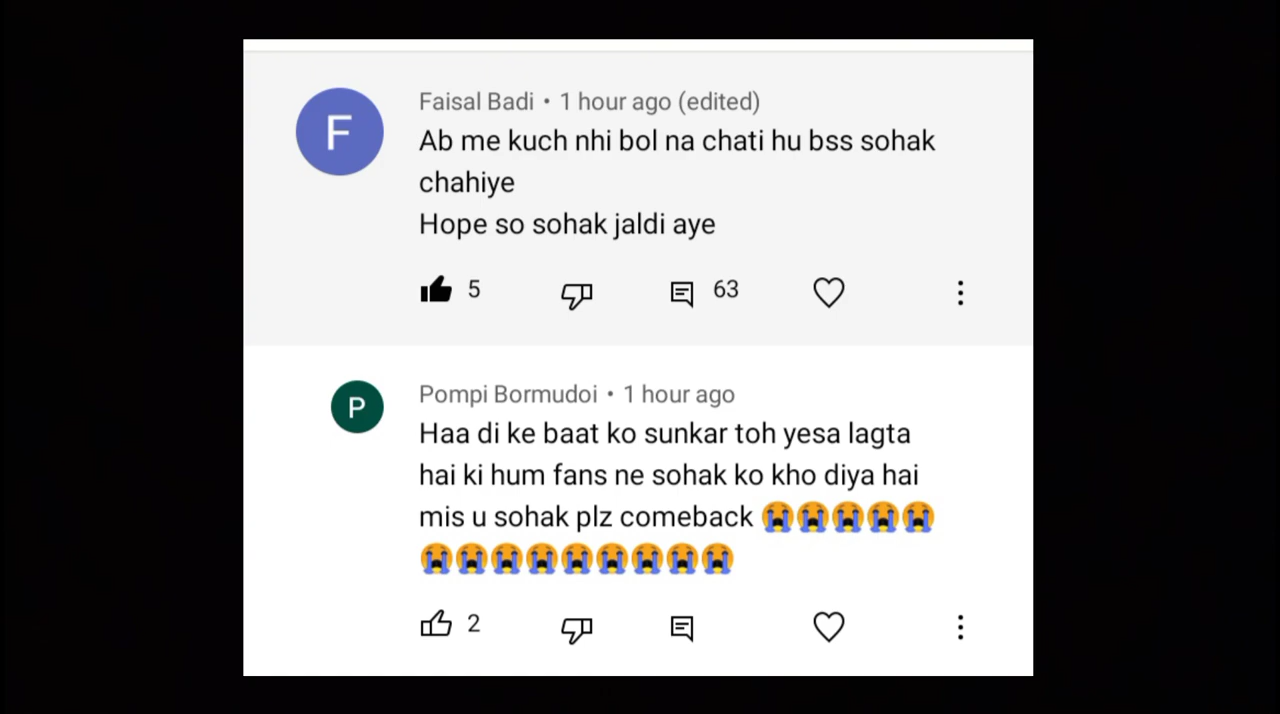 F
Faisal Badi • 1 hour ago (edited)
Ab me kuch nhi bol na chati hu bss sohak
chahiye
Hope so sohak jaldi aye
5
63
P
Pompi Bormudoi • 1 hour ago
Haa di ke baat ko sunkar toh yesa lagta
hai ki hum fans ne sohak ko kho diya hai
mis u sohak plz comeback 😭😭😭😭😭
😭😭😭😭😭😭😭😭😭
2